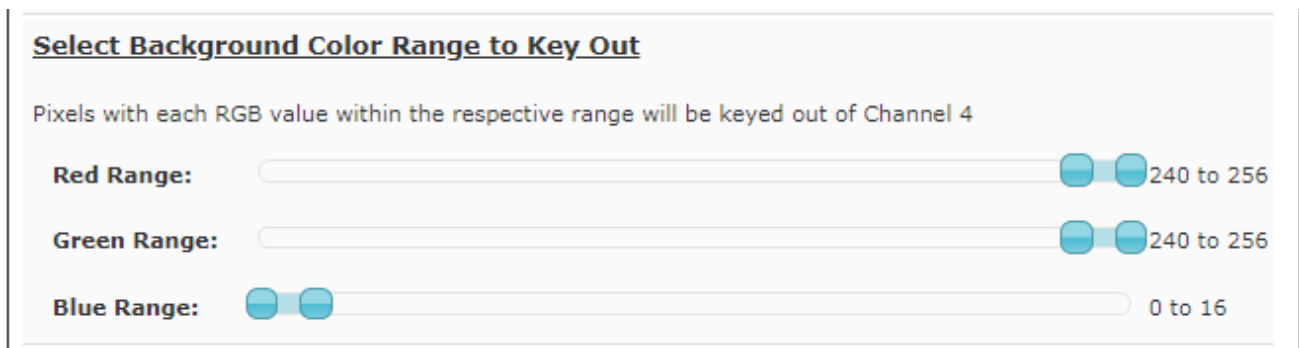 Select Background Color Range to Key Out
Pixels with each RGB value within the respective range will be keyed out of Channel 4
Red Range: 240 to 256
Green Range: 240 to 256
Blue Range: 0 to 16